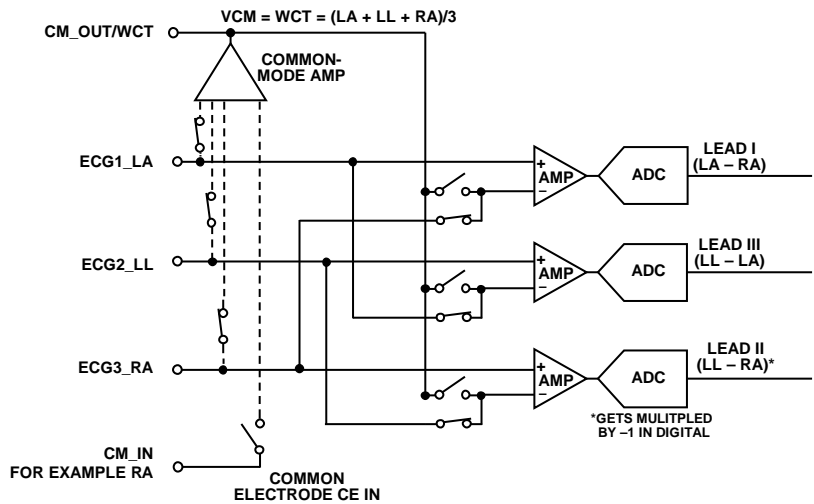 VCM = WCT = (LA + LL + RA)/3
CM_OUT/WCT
COMMON-
MODE AMP
ECG1_LA
+
AMP
–
ADC
LEAD I
(LA – RA)
ECG2_LL
+
AMP
–
ADC
LEAD III
(LL – LA)
ECG3_RA
+
AMP
–
ADC
LEAD II
(LL – RA)*
*GETS MULITPLED
BY –1 IN DIGITAL
CM_IN
FOR EXAMPLE RA
COMMON
ELECTRODE CE IN